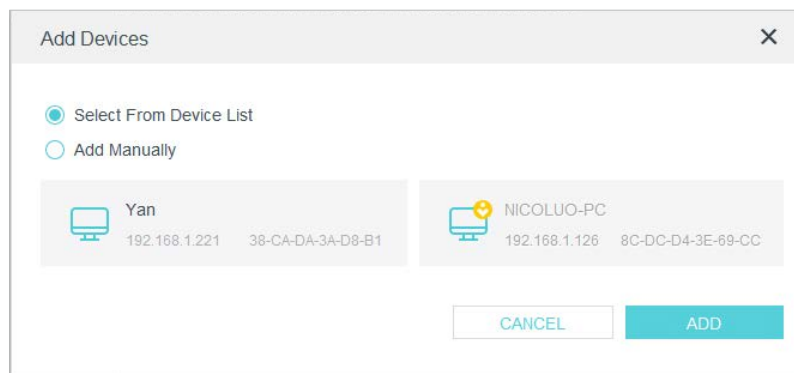 Add Devices
Select From Device List
Add Manually
Yan
192.168.1.221 38-CA-DA-3A-D8-B1
NICOLUO-PC
192.168.1.126 8C-DC-D4-3E-69-CC
CANCEL ADD